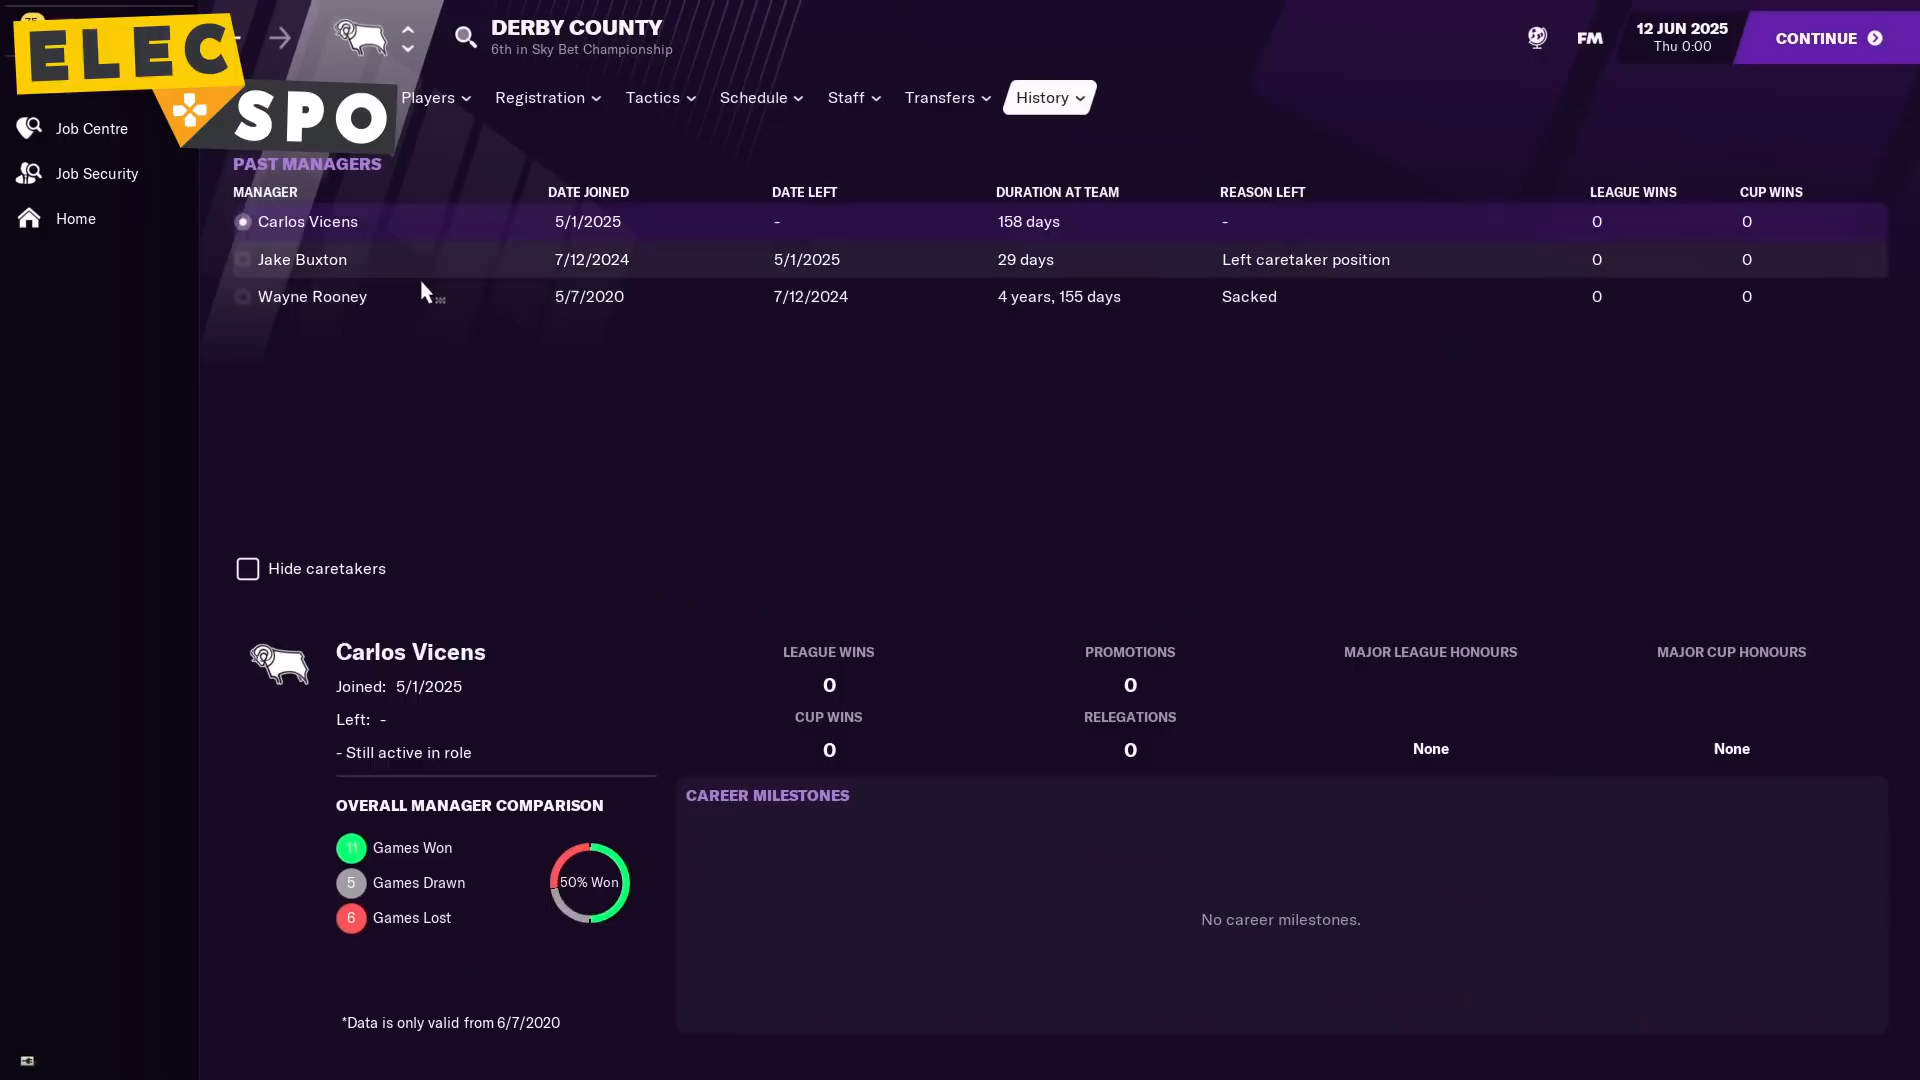 75
ELEC
SPO
DERBY COUNTY
6th in Sky Bet Championship
FM
12 JUN 2025
Thu 0:00
CONTINUE
Players Registration Tactics Schedule Staff Transfers History
Job Centre
Job Security
Home
PAST MANAGERS
MANAGER DATE JOINED DATE LEFT DURATION AT TEAM REASON LEFT LEAGUE WINS CUP WINS
Carlos Vicens 5/1/2025 - 158 days - 0 0
Jake Buxton 7/12/2024 5/1/2025 29 days Left caretaker position 0 0
Wayne Rooney 5/7/2020 7/12/2024 4 years, 155 days Sacked 0 0
Hide caretakers
Carlos Vicens
Joined: 5/1/2025
Left: -
- Still active in role
LEAGUE WINS PROMOTIONS MAJOR LEAGUE HONOURS MAJOR CUP HONOURS
0 0
CUP WINS RELEGATIONS
0 0 None None
OVERALL MANAGER COMPARISON
11 Games Won
5 Games Drawn
6 Games Lost
50% Won
CAREER MILESTONES
No career milestones.
*Data is only valid from 6/7/2020